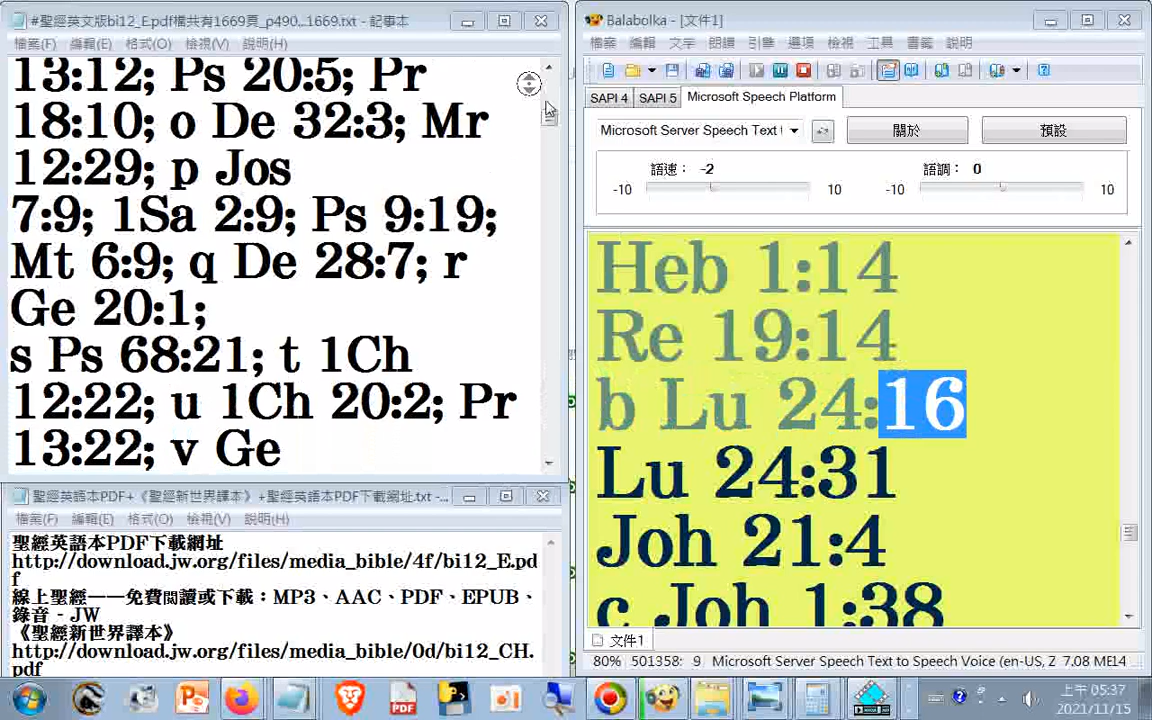 #聖經英文版bi12_Epdf檔共有1669頁_p490...1669.txt - 記事本
檔案(F) 編輯(E) 格式(O) 檢視(V) 說明(H)
13:12; Ps 20:5; Pr
18:10; o De 32:3; Mr
12:29; p Jos
7:9; 1Sa 2:9; Ps 9:19;
Mt 6:9; q De 28:7; r
Ge 20:1;
s Ps 68:21; t 1Ch
12:22; u 1Ch 20:2; Pr
13:22; v Ge
聖經英語本PDF+《聖經新世界譯本》+聖經英語本PDF下載網址.txt - ...
檔案(F) 編輯(E) 格式(O) 檢視(V) 說明(H)
聖經英語本PDF下載網址
http://download.jw.org/files/media_bible/4f/bi12_E.pd
f
線上聖經——免費閱讀或下載：MP3、AAC、PDF、EPUB、
錄音 - JW
《聖經新世界譯本》
http://download.jw.org/files/media_bible/0d/bi12_CH.
pdf
Balabolka - [文件1]
檔案 編輯 文字 朗讀 引擎 選項 檢視 工具 書籤 說明
SAPI 4 SAPI 5 Microsoft Speech Platform
Microsoft Server Speech Text 關於 預設
語速： -2 語調： 0
-10 10 -10 10
Heb 1:14
Re 19:14
b Lu 24:16
Lu 24:31
Joh 21:4
c Joh 1:38
文件1
80% 501358: 9 Microsoft Server Speech Text to Speech Voice (en-US, Z 7.08 ME14
PDF
上午 05:37
2021/11/15